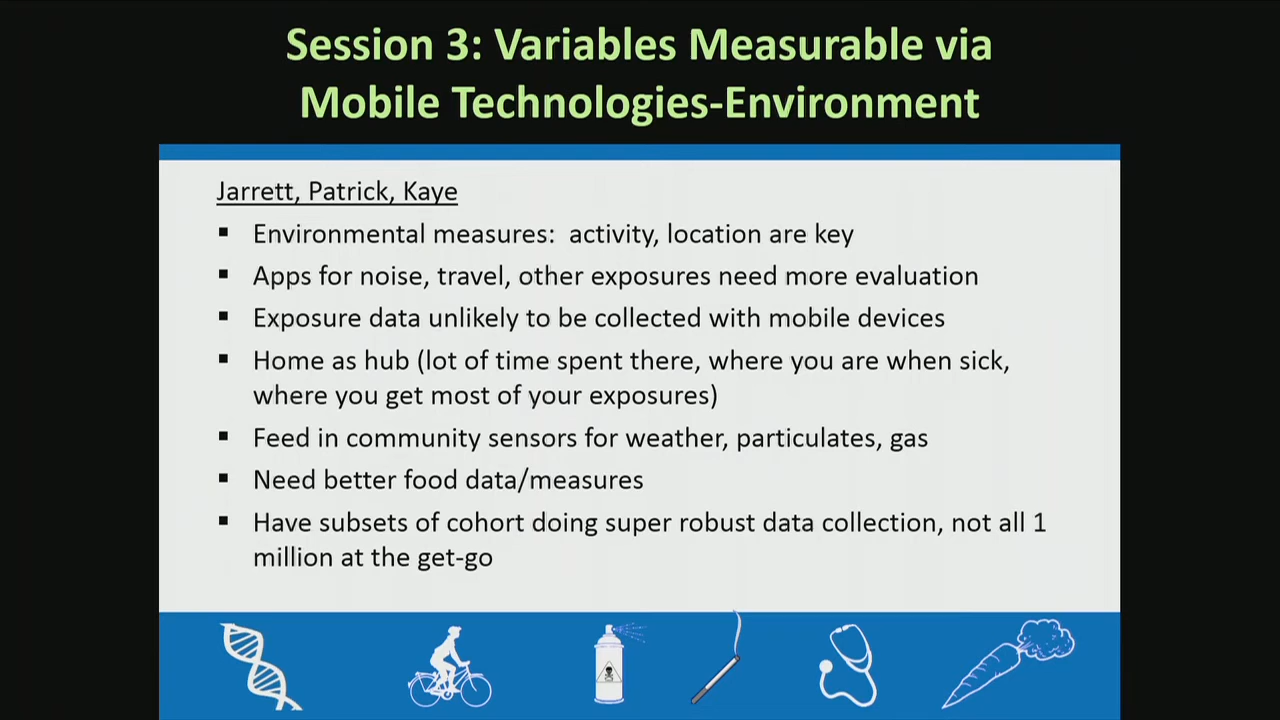 Session 3: Variables Measurable via
Mobile Technologies-Environment
Jarrett, Patrick, Kaye
▪ Environmental measures:  activity, location are key
▪ Apps for noise, travel, other exposures need more evaluation
▪ Exposure data unlikely to be collected with mobile devices
▪ Home as hub (lot of time spent there, where you are when sick,
where you get most of your exposures)
▪ Feed in community sensors for weather, particulates, gas
▪ Need better food data/measures
▪ Have subsets of cohort doing super robust data collection, not all 1
million at the get-go